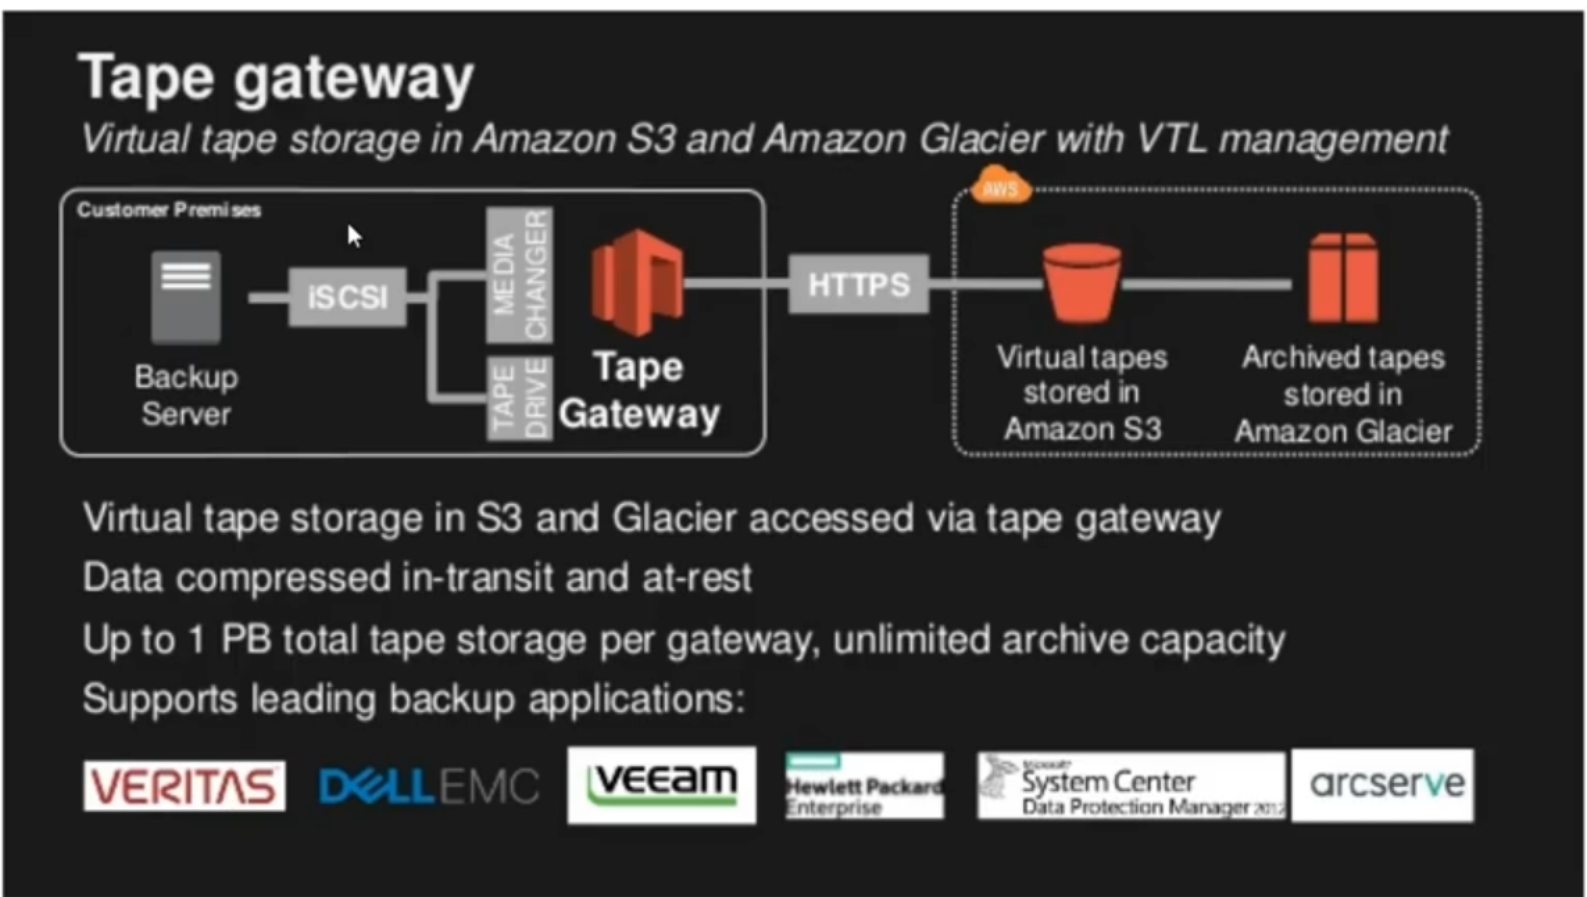 Tape gateway
Virtual tape storage in Amazon S3 and Amazon Glacier with VTL management
AWS
Customer Premises
iSCSI
MEDIA
CHANGER
TAPE
DRIVE
HTTPS
Backup
Server
Tape
Gateway
Virtual tapes
stored in
Amazon S3
Archived tapes
stored in
Amazon Glacier
Virtual tape storage in S3 and Glacier accessed via tape gateway
Data compressed in-transit and at-rest
Up to 1 PB total tape storage per gateway, unlimited archive capacity
Supports leading backup applications:
VERITAS
DELL EMC
veeam
Hewlett Packard
Enterprise
Microsoft
System Center
Data Protection Manager 2012
arcserve